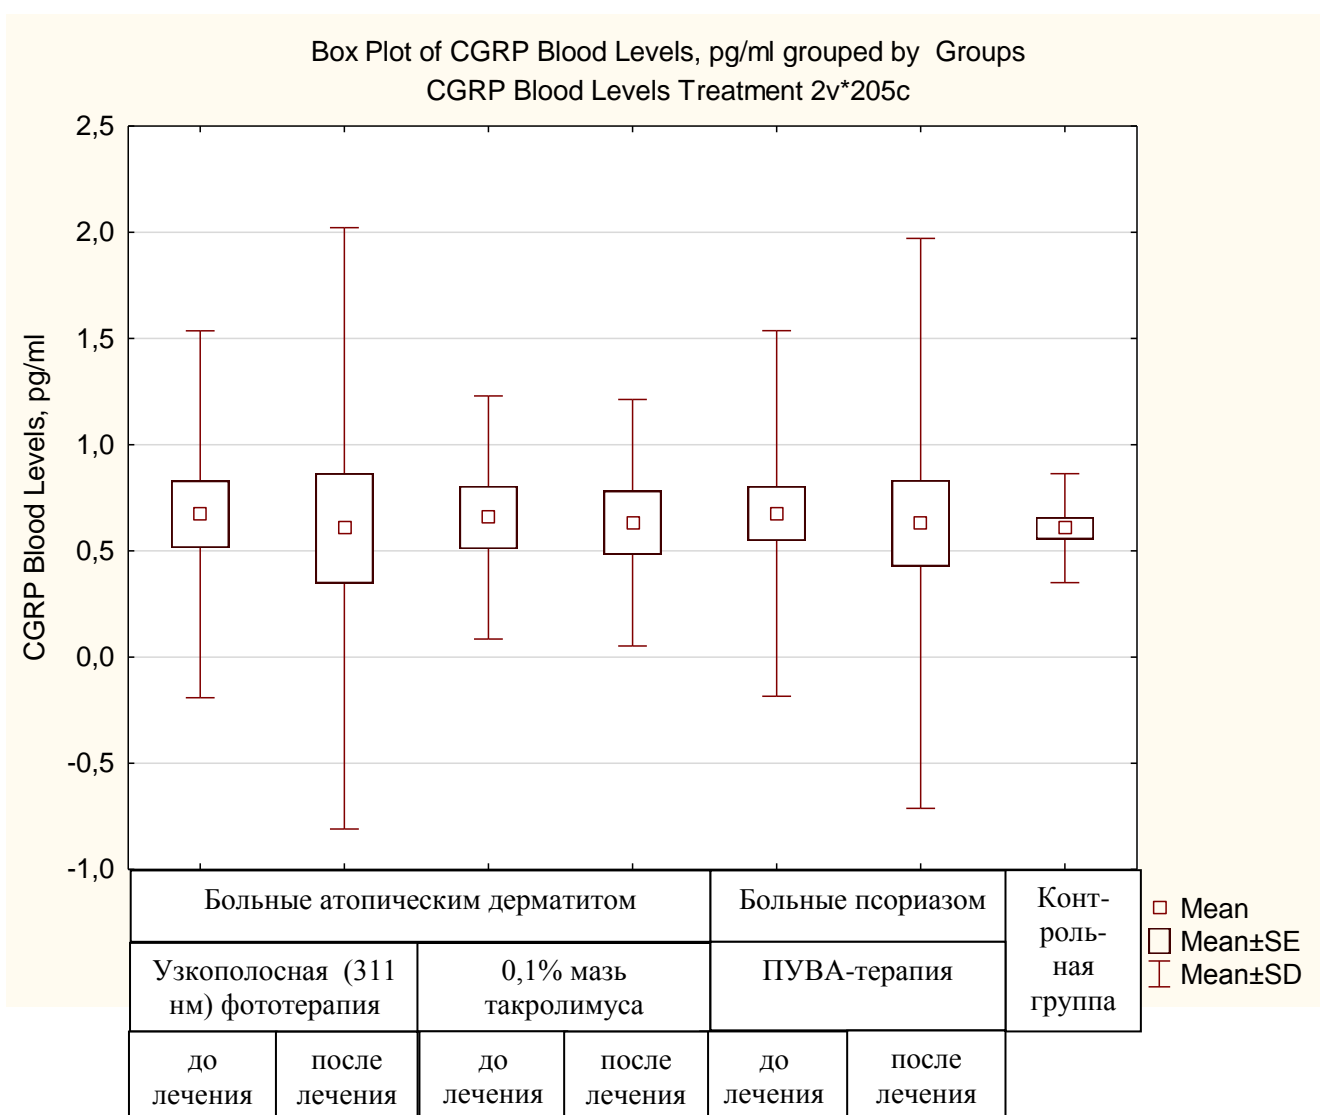 Box Plot of CGRP Blood Levels, pg/ml grouped by Groups
CGRP Blood Levels Treatment 2v*205c
CGRP Blood Levels, pg/ml
2,5
2,0
1,5
1,0
0,5
0,0
-0,5
-1,0
Больные атопическим дерматитом
Больные псориазом
Конт-
роль-
ная
группа
Узкополосная (311
нм) фототерапия
0,1% мазь
такролимуса
ПУВА-терапия
до
лечения
после
лечения
до
лечения
после
лечения
до
лечения
после
лечения
Mean
Mean±SE
Mean±SD